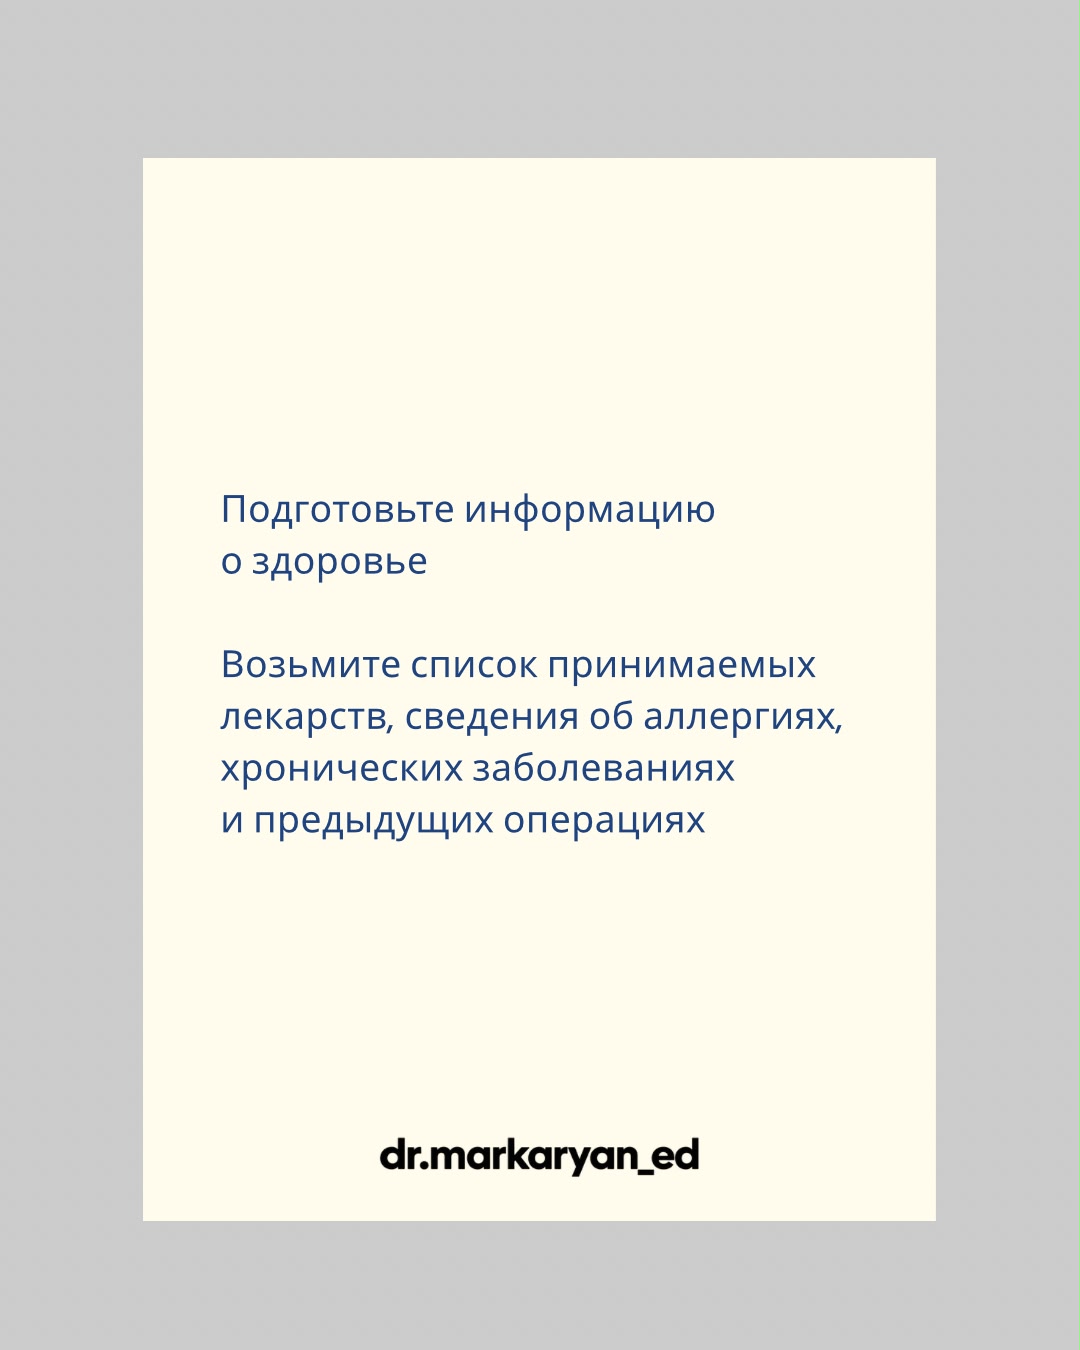 Подготовьте информацию
о здоровье
Возьмите список принимаемых
лекарств, сведения об аллергиях,
хронических заболеваниях
и предыдущих операциях
dr.markaryan_ed